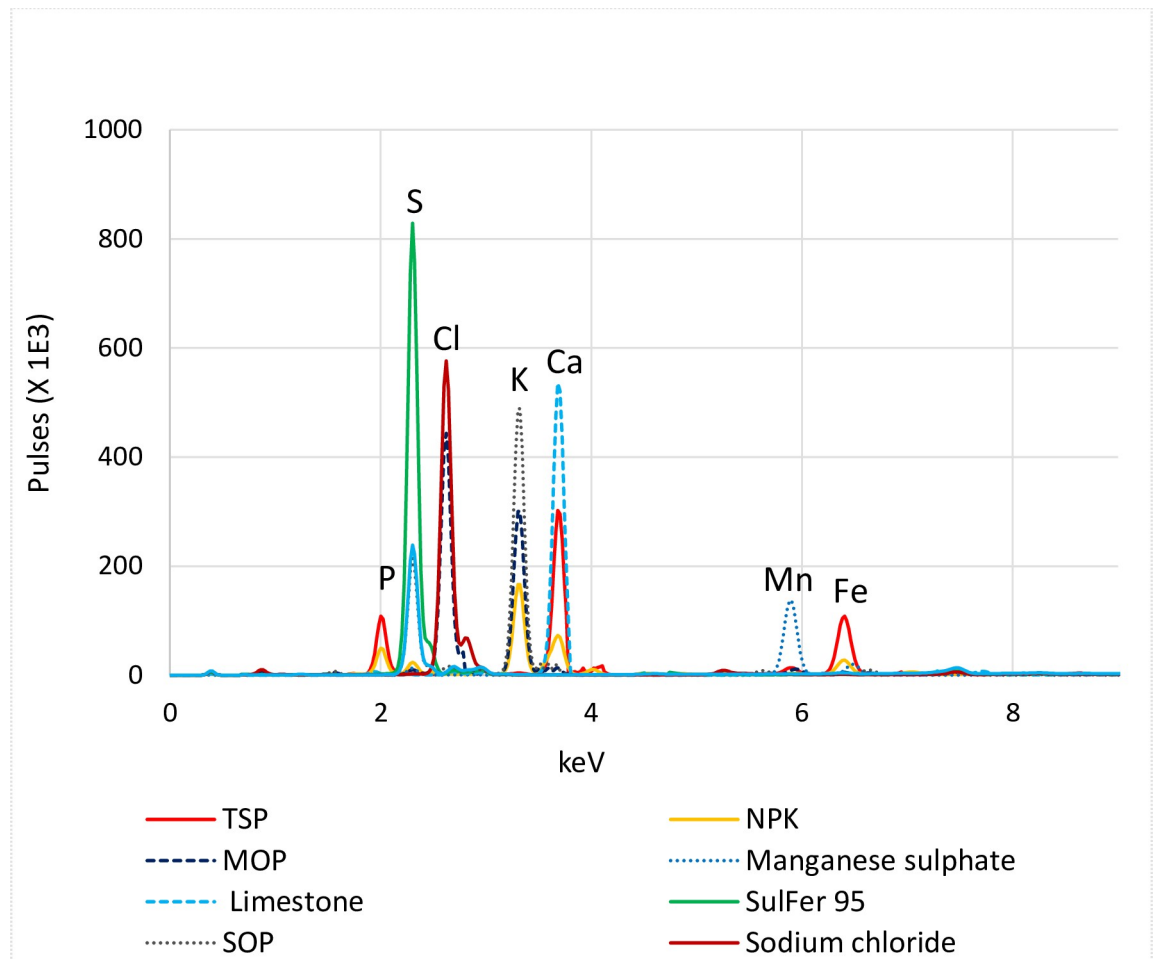 1000
S
800
Cl
600
K
Ca
400
200
P
Mn
Fe
0
Pulses (X 1E3)
0 2 4 6 8
keV
TSP NPK
MOP Manganese sulphate
Limestone SulFer 95
SOP Sodium chloride